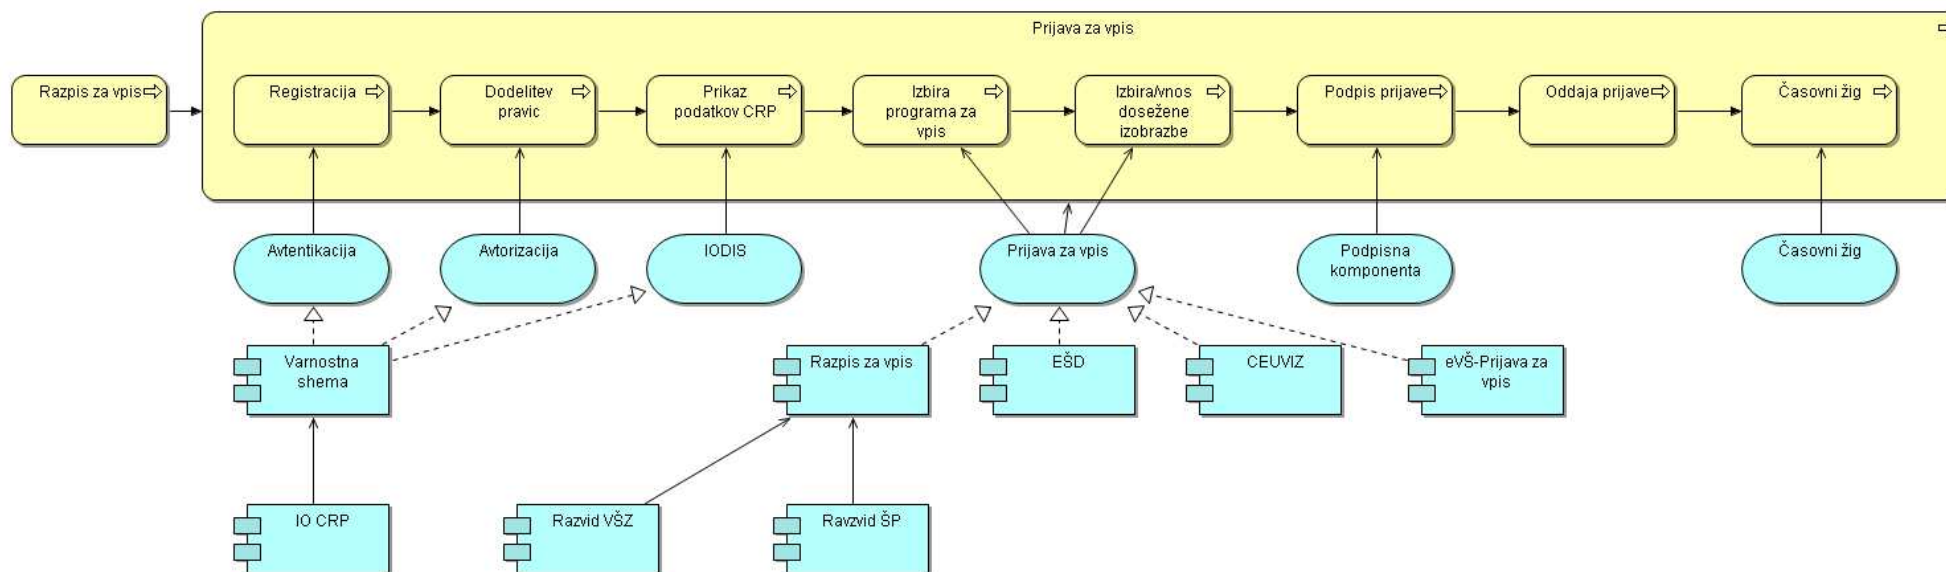 Prijava za vpis
Razpis za vpis
Registracija
Dodelitev
pravic
Prikaz
podatkov CRP
Izbira
programa za
vpis
Izbira/vnos
dosežene
izobrazbe
Podpis prijave
Oddaja prijave
Časovni žig
Avtentikacija
Avtorizacija
IODIS
Prijava za vpis
Podpisna
komponenta
Časovni žig
Varnostna
shema
Razpis za vpis
EŠD
CEUVIZ
eVŠ-Prijava za
vpis
IO CRP
Razvid VŠZ
Ravzvid ŠP